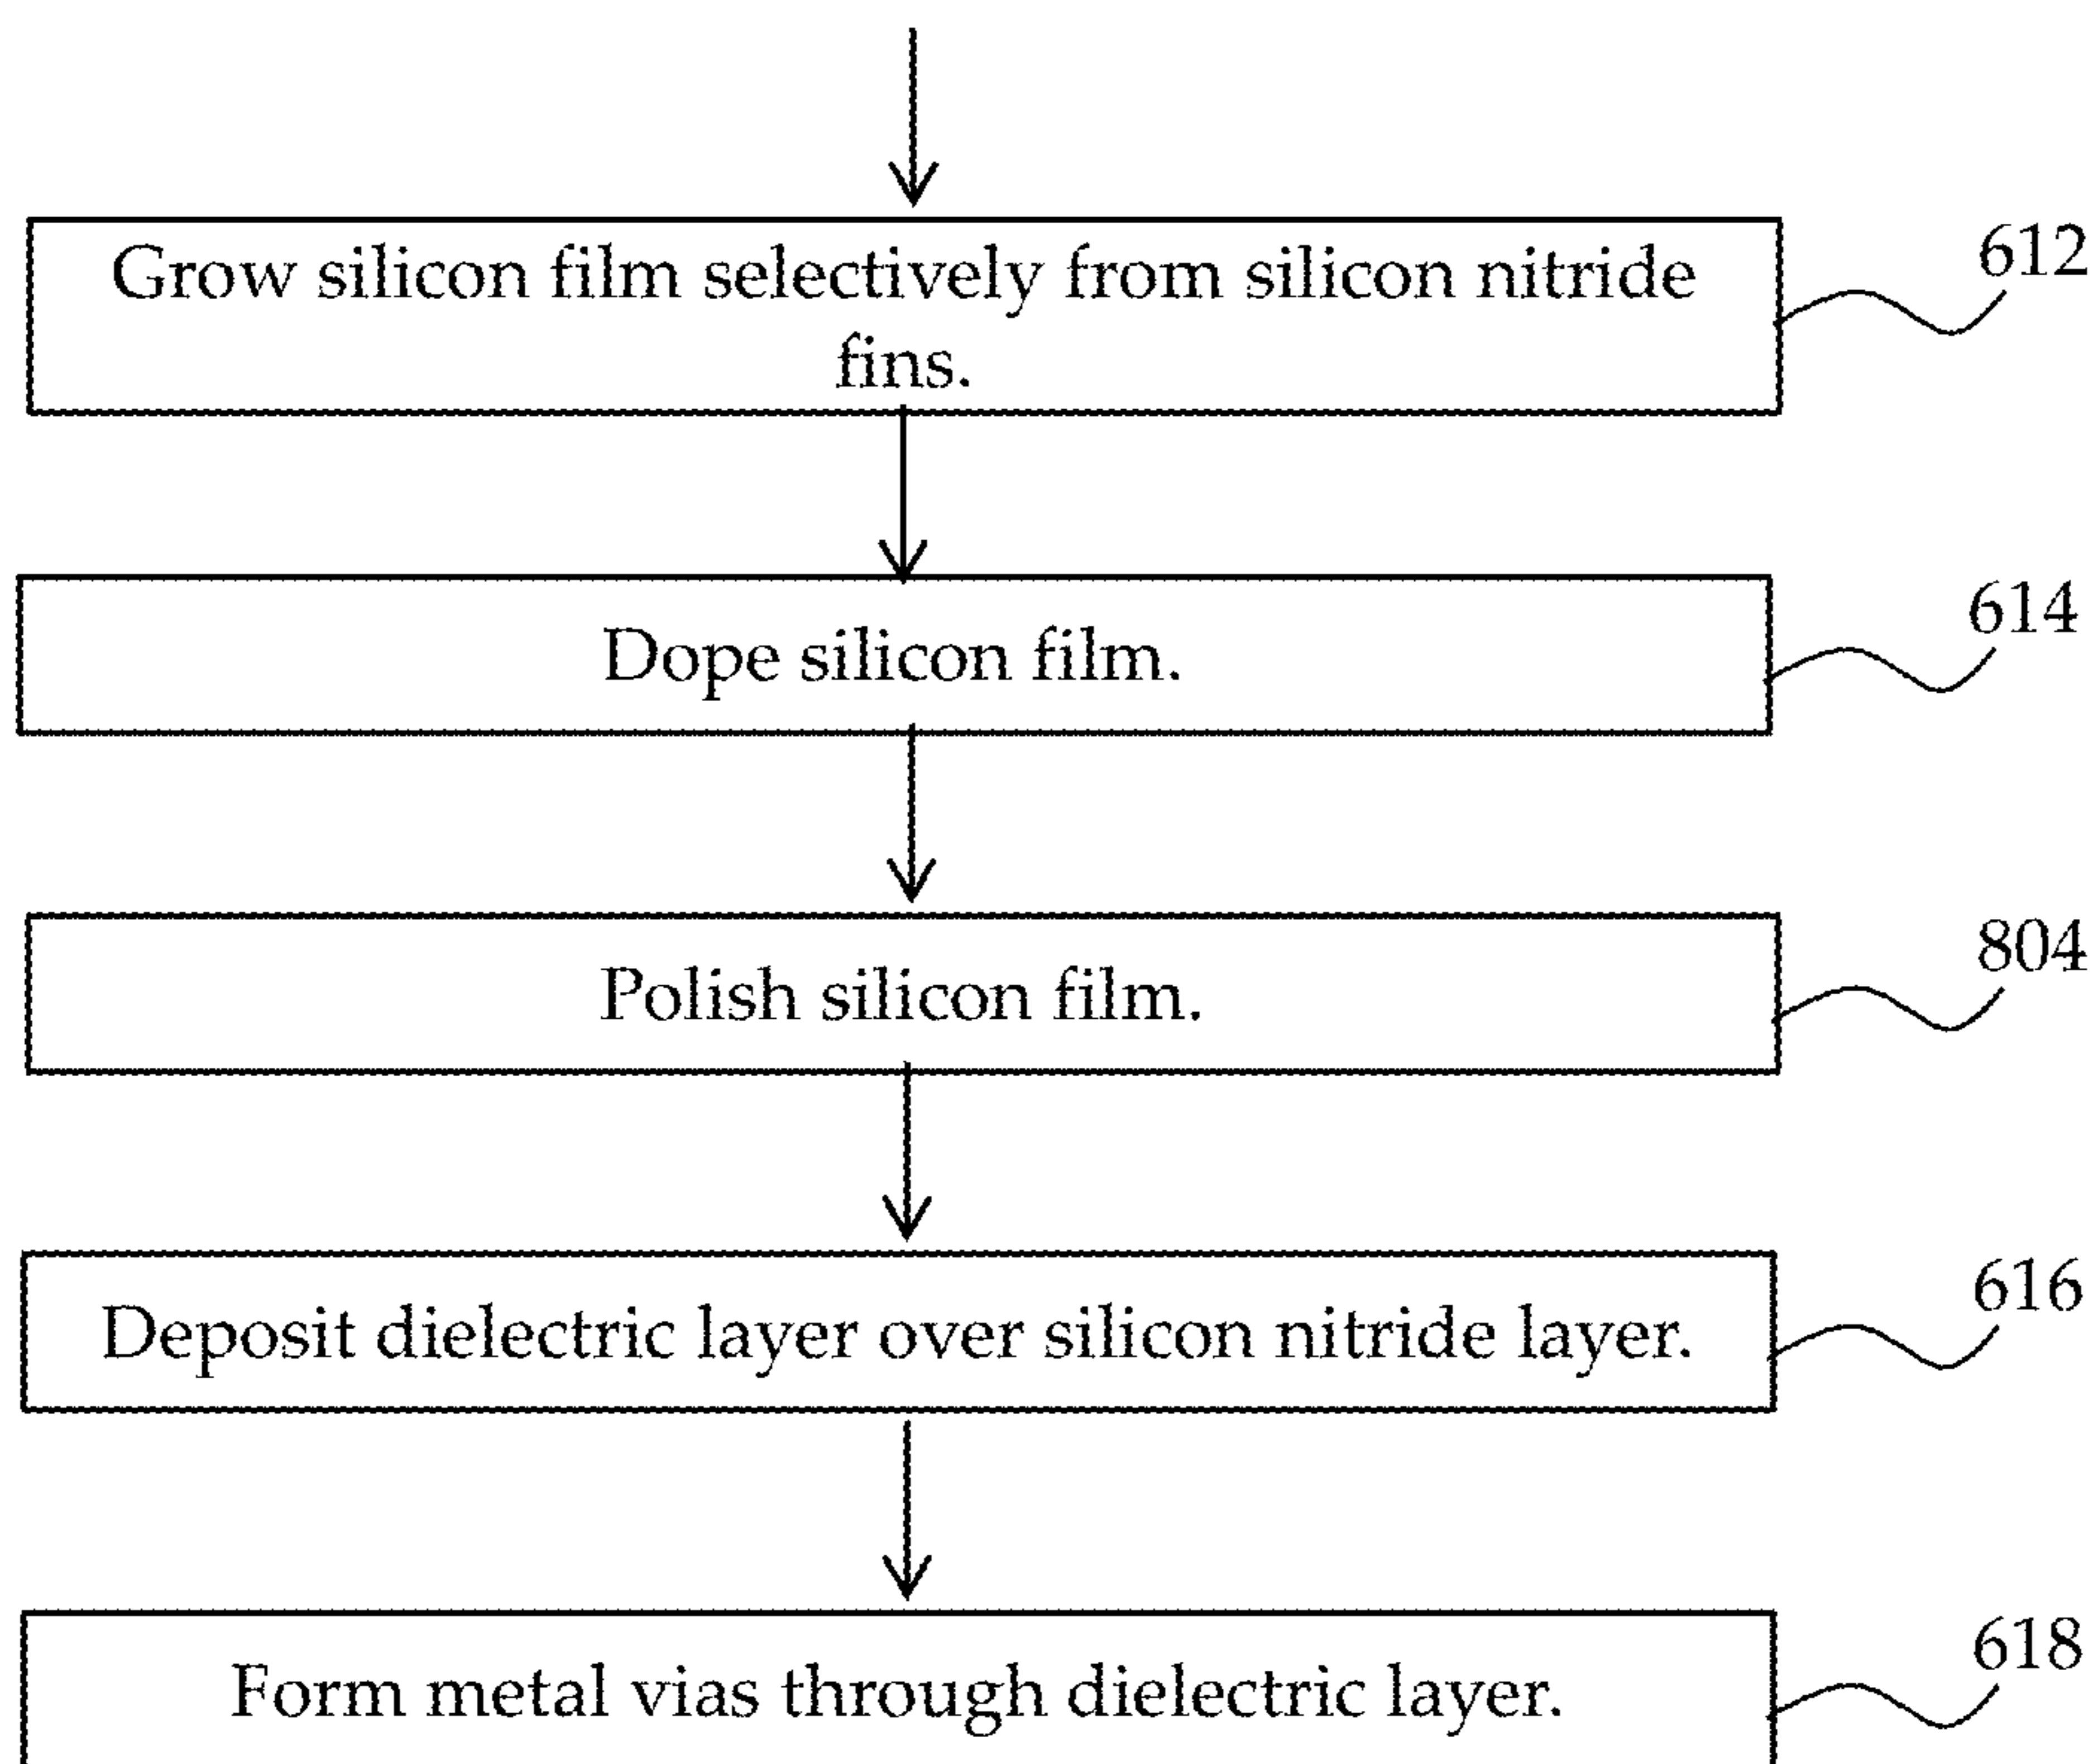 Grow silicon film selectively from silicon nitride
fins.
612
Dope silicon film.
614
Polish silicon film.
804
Deposit dielectric layer over silicon nitride layer.
616
Form metal vias through dielectric layer.
618